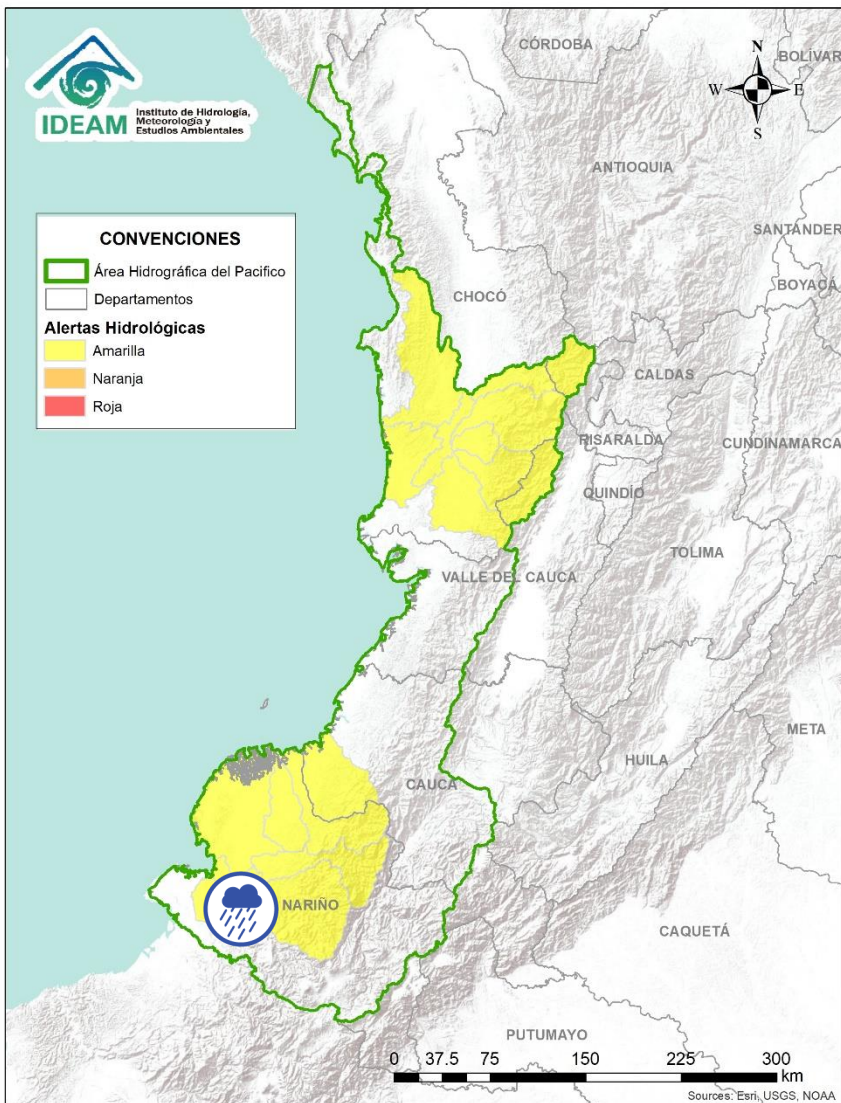 IDEAM
Instituto de Hidrología,
Meteorología y
Estudios Ambientales
N
W
E
S
CÓRDOBA
BOLÍVAR
ANTIOQUIA
SANTANDER
BOYACÁ
CONVENCIONES
Área Hidrográfica del Pacifico
Departamentos
Alertas Hidrológicas
Amarilla
Naranja
Roja
CHOCÓ
CALDAS
RISARALDA
CUNDINAMARCA
QUINDÍO
TOLIMA
VALLE DEL CAUCA
META
HUILA
CAUCA
NARIÑO
CAQUETÁ
PUTUMAYO
0 37.5 75 150 225 300
km
Sources: Esri, USGS, NOAA